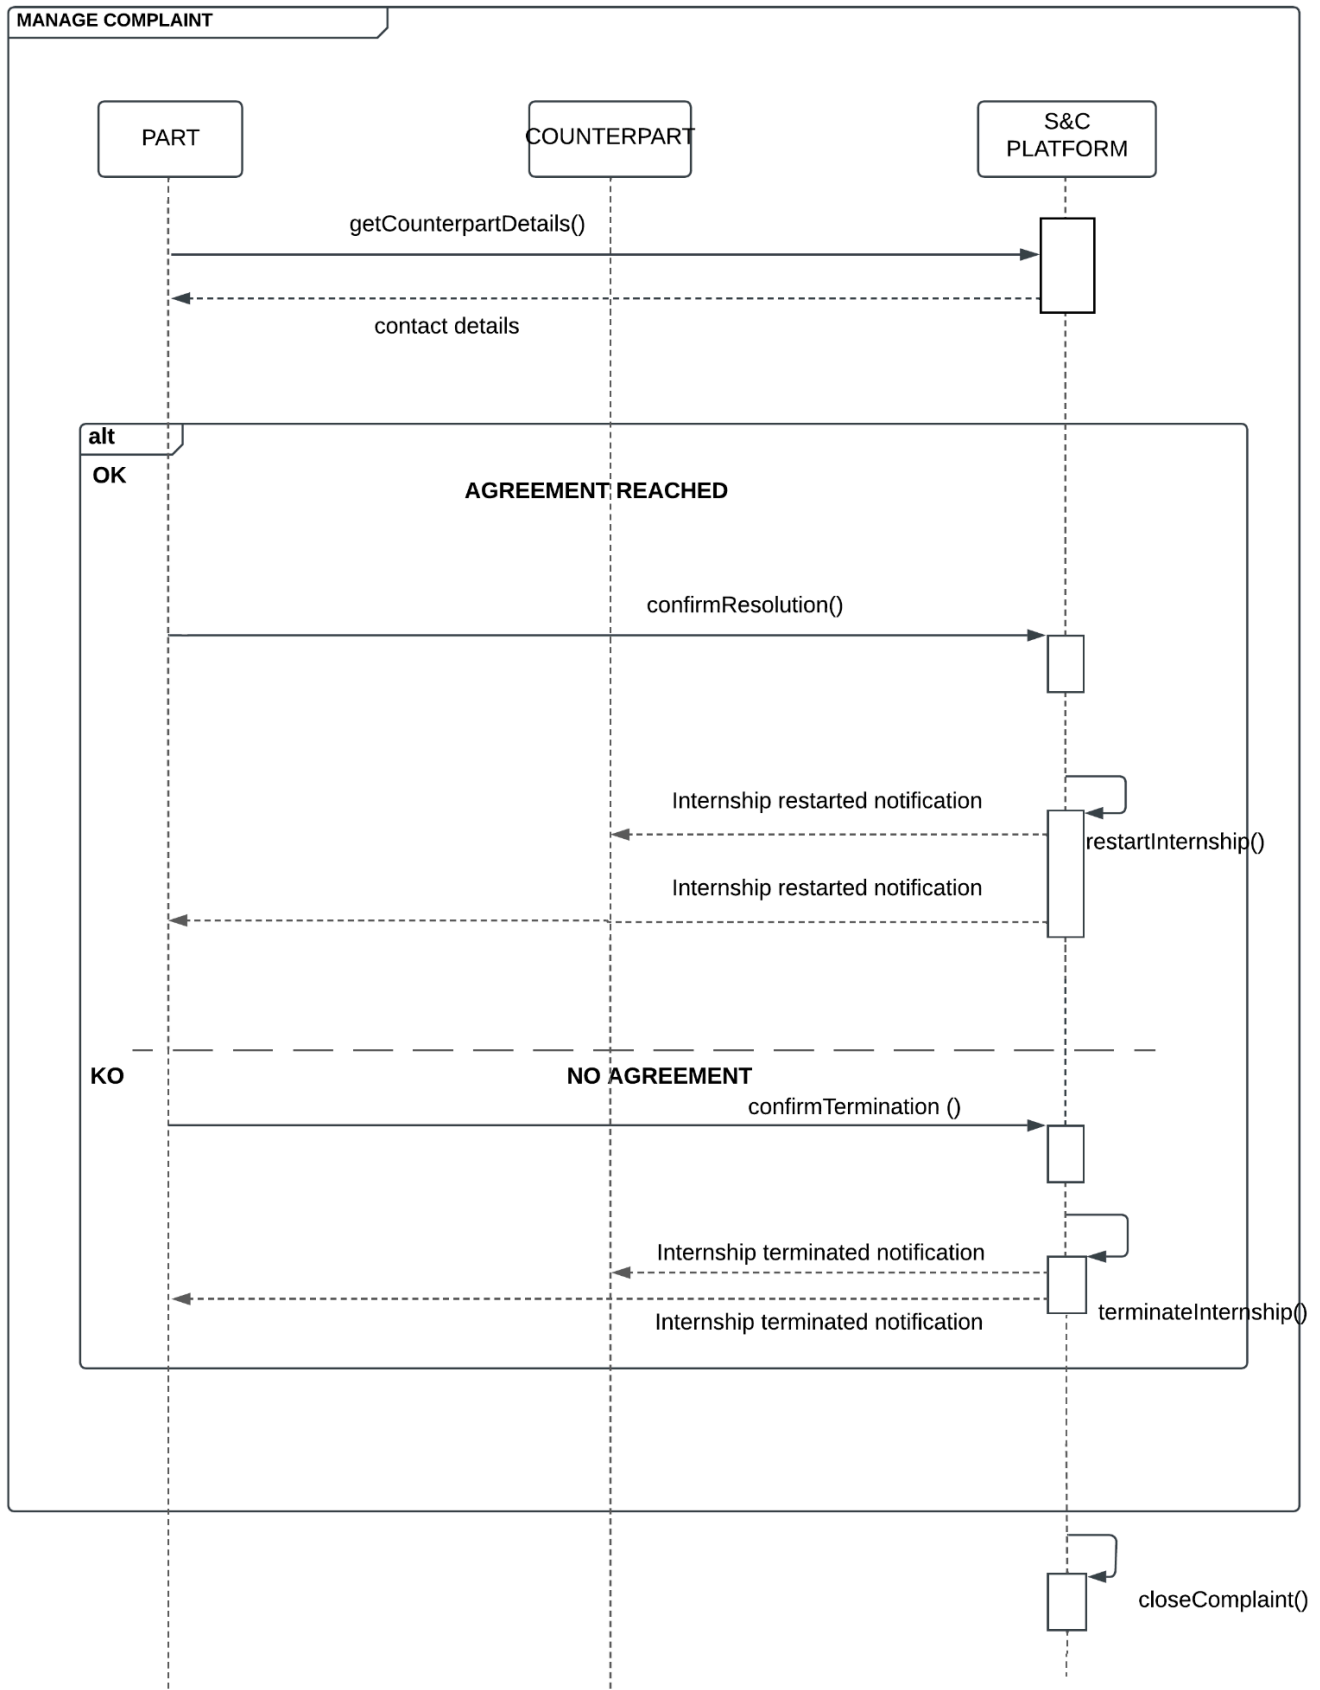 MANAGE COMPLAINT
PART
COUNTERPART
S&C
PLATFORM
getCounterpartDetails()
contact details
alt
OK
AGREEMENT REACHED
confirmResolution()
Internship restarted notification
restartInternship()
Internship restarted notification
KO
NO AGREEMENT
confirmTermination ()
Internship terminated notification
terminateInternship()
Internship terminated notification
closeComplaint()